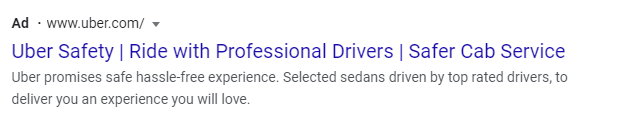 Ad · www.uber.com/
Uber Safety | Ride with Professional Drivers | Safer Cab Service
Uber promises safe hassle-free experience. Selected sedans driven by top rated drivers, to
deliver you an experience you will love.